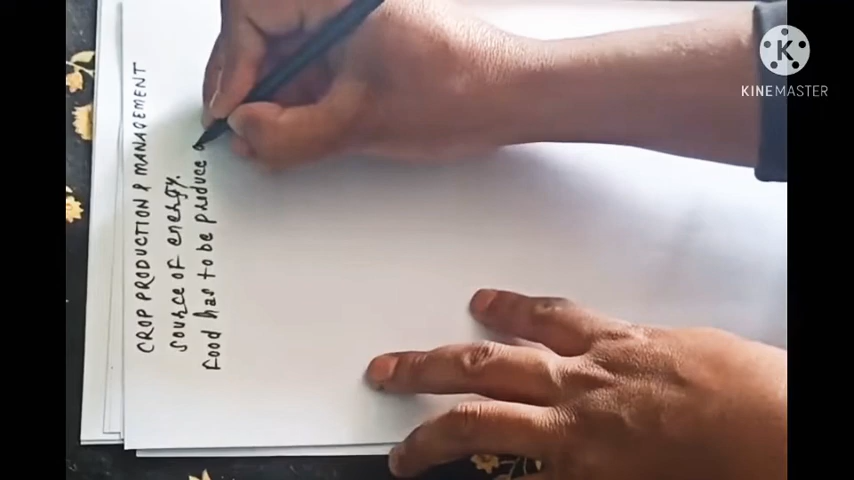 CROP PRODUCTION & MANAGEMENT
source of energy.
Food has to be produce
K
KINEMASTER